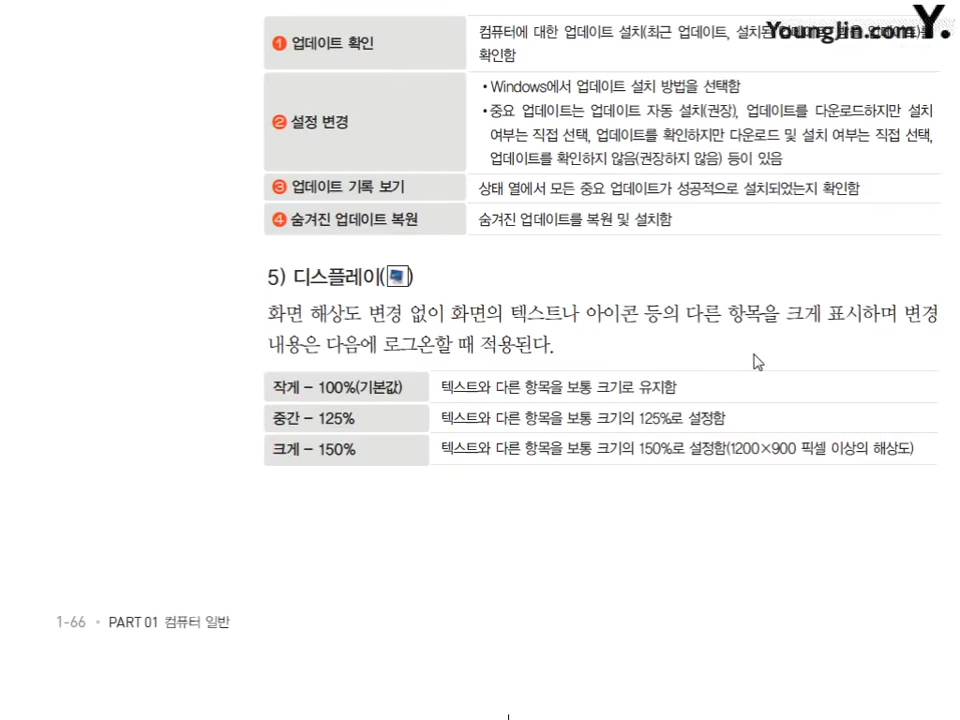 Youngjin.com Y.
❶ 업데이트 확인
컴퓨터에 대한 업데이트 설치(최근 업데이트, 설치된
확인함
❷ 설정 변경
• Windows에서 업데이트 설치 방법을 선택함
• 중요 업데이트는 업데이트 자동 설치(권장), 업데이트를 다운로드하지만 설치
여부는 직접 선택, 업데이트를 확인하지만 다운로드 및 설치 여부는 직접 선택,
업데이트를 확인하지 않음(권장하지 않음) 등이 있음
❸ 업데이트 기록 보기
상태 열에서 모든 중요 업데이트가 성공적으로 설치되었는지 확인함
❹ 숨겨진 업데이트 복원
숨겨진 업데이트를 복원 및 설치함
5) 디스플레이( )
화면 해상도 변경 없이 화면의 텍스트나 아이콘 등의 다른 항목을 크게 표시하며 변경
내용은 다음에 로그온할 때 적용된다.
작게 – 100%(기본값)
텍스트와 다른 항목을 보통 크기로 유지함
중간 – 125%
텍스트와 다른 항목을 보통 크기의 125%로 설정함
크게 – 150%
텍스트와 다른 항목을 보통 크기의 150%로 설정함(1200×900 픽셀 이상의 해상도)
1-66 • PART 01 컴퓨터 일반